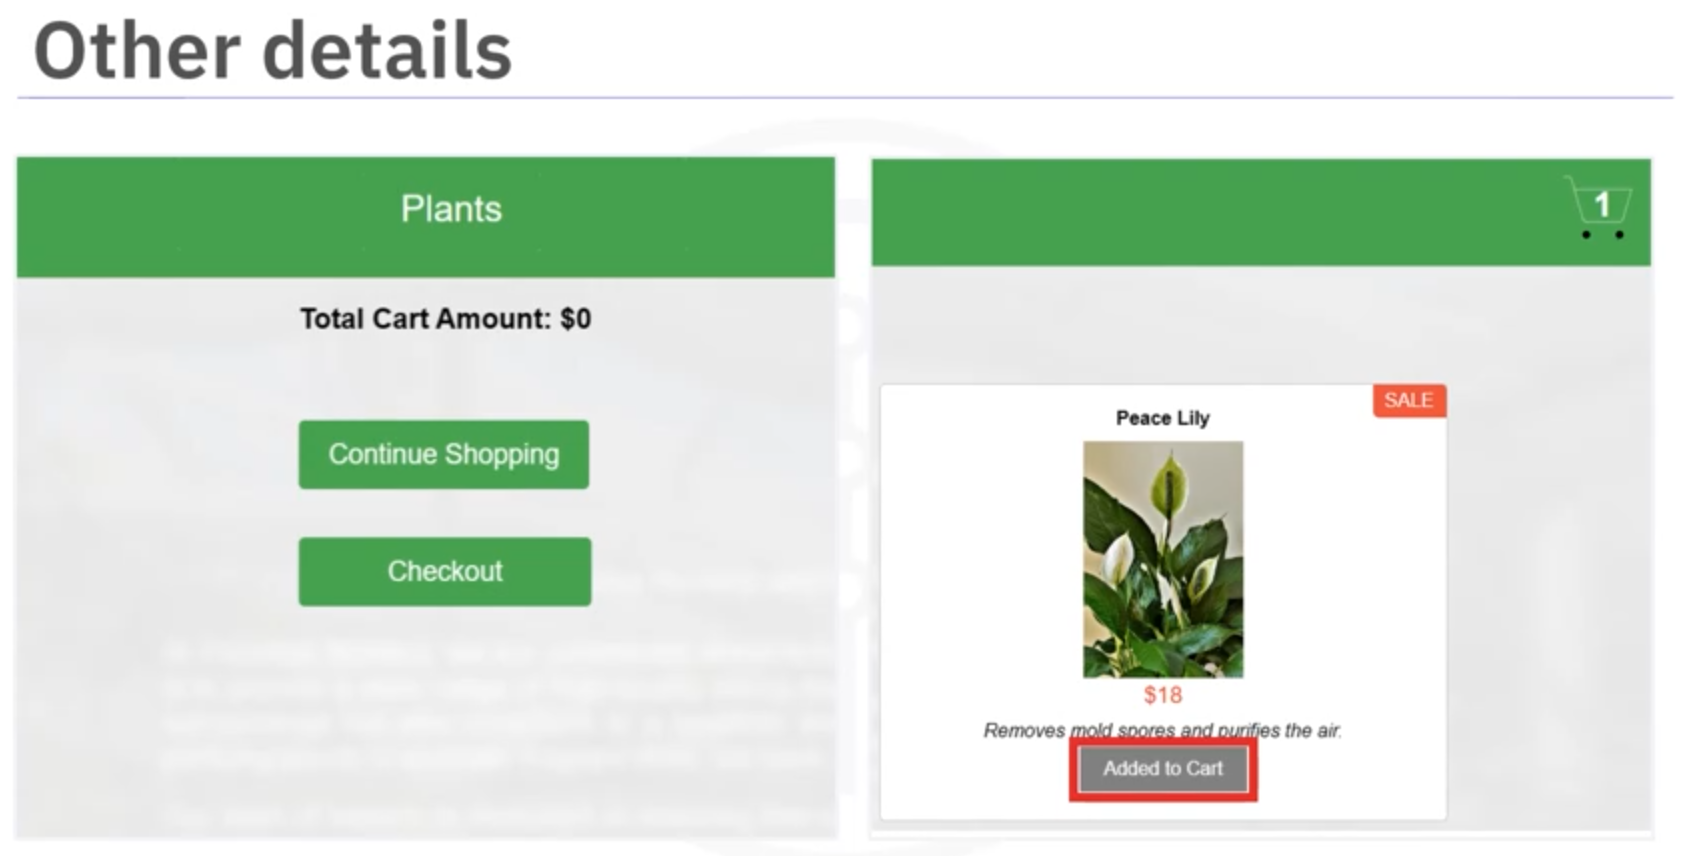 Other details
Plants
Total Cart Amount: $0
Continue Shopping
Checkout
1
SALE
Peace Lily
$18
Removes mold spores and purifies the air.
Added to Cart